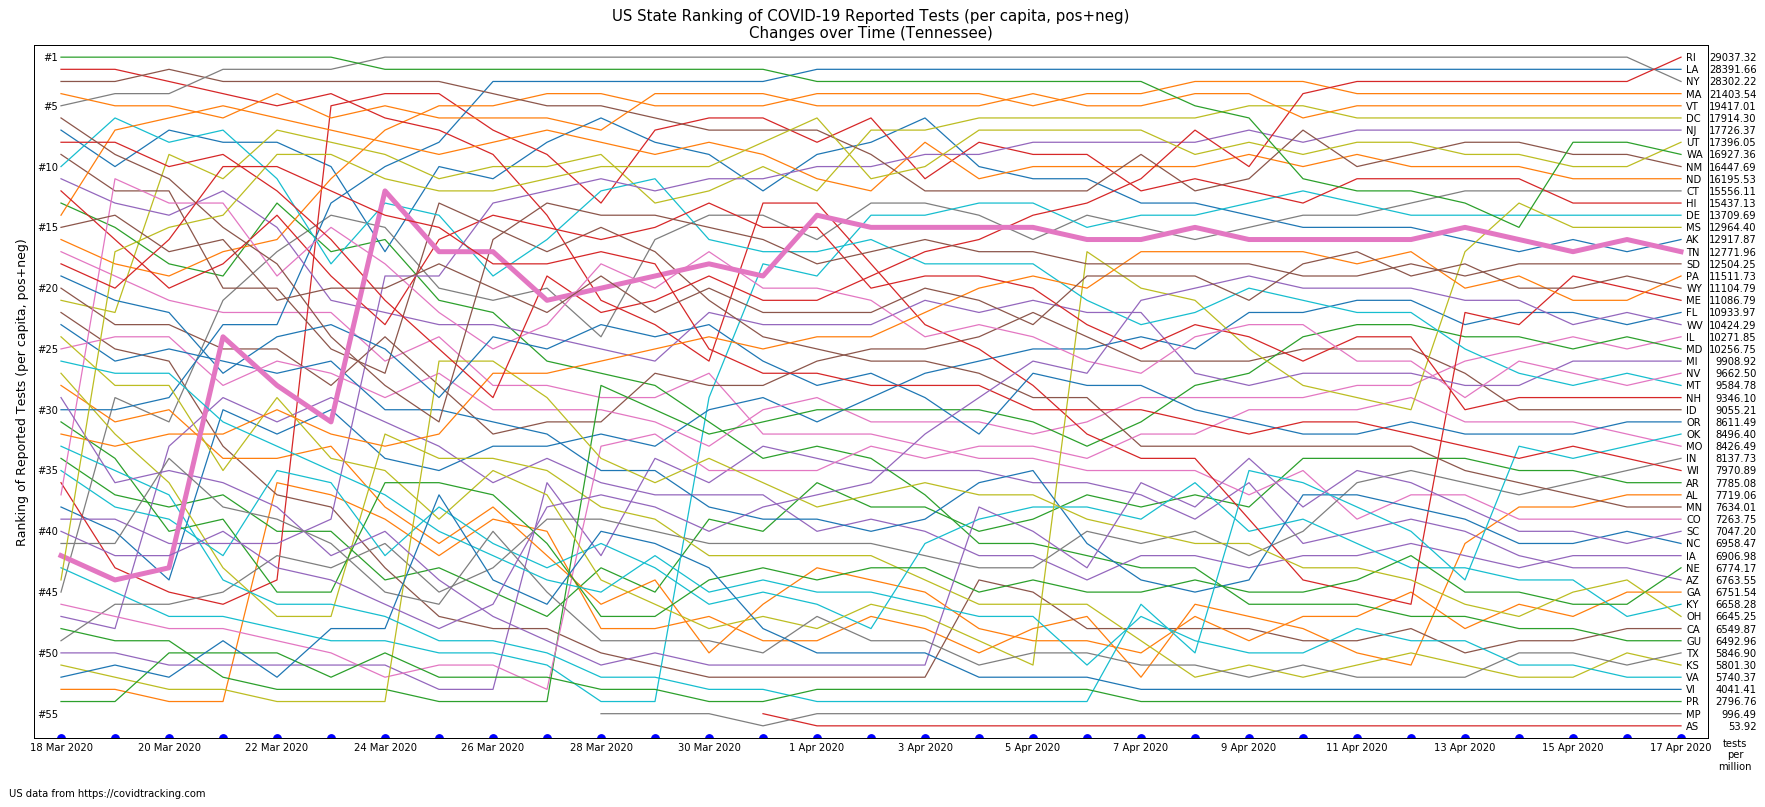 US State Ranking of COVID-19 Reported Tests (per capita, pos+neg)
Changes over Time (Tennessee)
Ranking of Reported Tests (per capita, pos+neg)
#1
#5
#10
#15
#20
#25
#30
#35
#40
#45
#50
#55
RI 29037.32
LA 28391.66
NY 28302.22
MA 21403.54
VT 19417.01
DC 17914.30
NJ 17726.37
UT 17396.05
WA 16927.36
NM 16447.69
ND 16195.53
CT 15556.11
HI 15437.13
DE 13709.69
MS 12964.40
AK 12917.87
TN 12771.96
SD 12504.25
PA 11511.73
WY 11104.79
ME 11086.79
FL 10933.97
WV 10424.29
IL 10271.85
MD 10256.75
MI 9908.92
NV 9662.50
MT 9584.78
NH 9346.10
ID 9055.21
OR 8611.49
OK 8496.40
MO 8426.49
IN 8137.73
WI 7970.89
AR 7785.08
AL 7719.06
MN 7634.01
CO 7263.75
SC 7047.20
NC 6958.47
IA 6906.98
NE 6774.17
AZ 6763.55
GA 6751.54
KY 6658.28
OH 6645.25
CA 6549.87
GU 6492.96
TX 5846.90
KS 5801.30
VA 5740.37
VI 4041.41
PR 2796.76
MP 996.49
AS 53.92
18 Mar 2020 20 Mar 2020 22 Mar 2020 24 Mar 2020 26 Mar 2020 28 Mar 2020 30 Mar 2020 1 Apr 2020 3 Apr 2020 5 Apr 2020 7 Apr 2020 9 Apr 2020 11 Apr 2020 13 Apr 2020 15 Apr 2020 17 Apr 2020
tests
per
million
US data from https://covidtracking.com